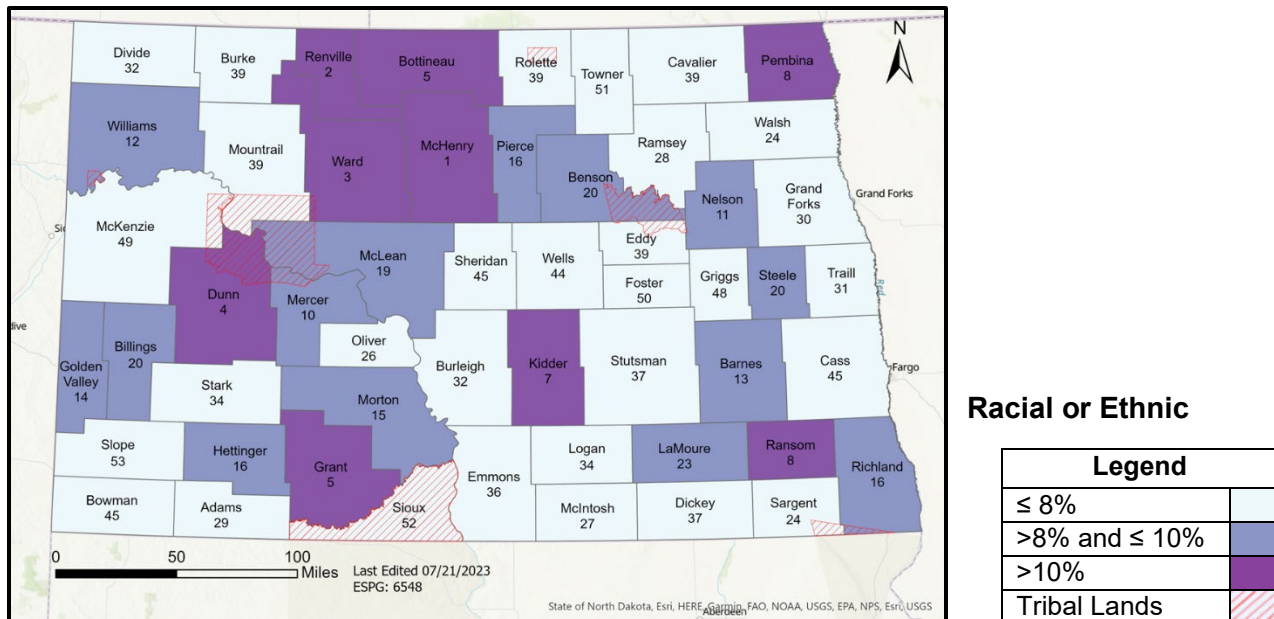 N
Divide
32
Burke
39
Renville
2
Bottineau
5
Rolette
39
Towner
51
Cavalier
39
Pembina
8
Williams
12
Mountrail
39
Ward
3
McHenry
1
Pierce
16
Benson
20
Ramsey
28
Walsh
24
Nelson
11
Grand
Forks
30
Grand Forks
McKenzie
49
McLean
19
Sheridan
45
Wells
44
Eddy
39
Foster
50
Griggs
48
Steele
20
Traill
31
Red
Dunn
4
Mercer
10
Oliver
26
Golden
Valley
14
Billings
20
Stark
34
Burleigh
32
Kidder
7
Stutsman
37
Barnes
13
Cass
45
Fargo
Morton
15
Slope
53
Hettinger
16
Grant
5
Sioux
52
Emmons
36
Logan
34
LaMoure
23
Ransom
8
Richland
16
Bowman
45
Adams
29
McIntosh
27
Dickey
37
Sargent
24
0 50 100
Miles
Last Edited 07/21/2023
ESPG: 6548
State of North Dakota, Esri, HERE, Garmin, FAO, NOAA, USGS, EPA, NPS, Esri, USGS
Aberdeen
Racial or Ethnic
Legend
≤ 8%
>8% and ≤ 10%
>10%
Tribal Lands